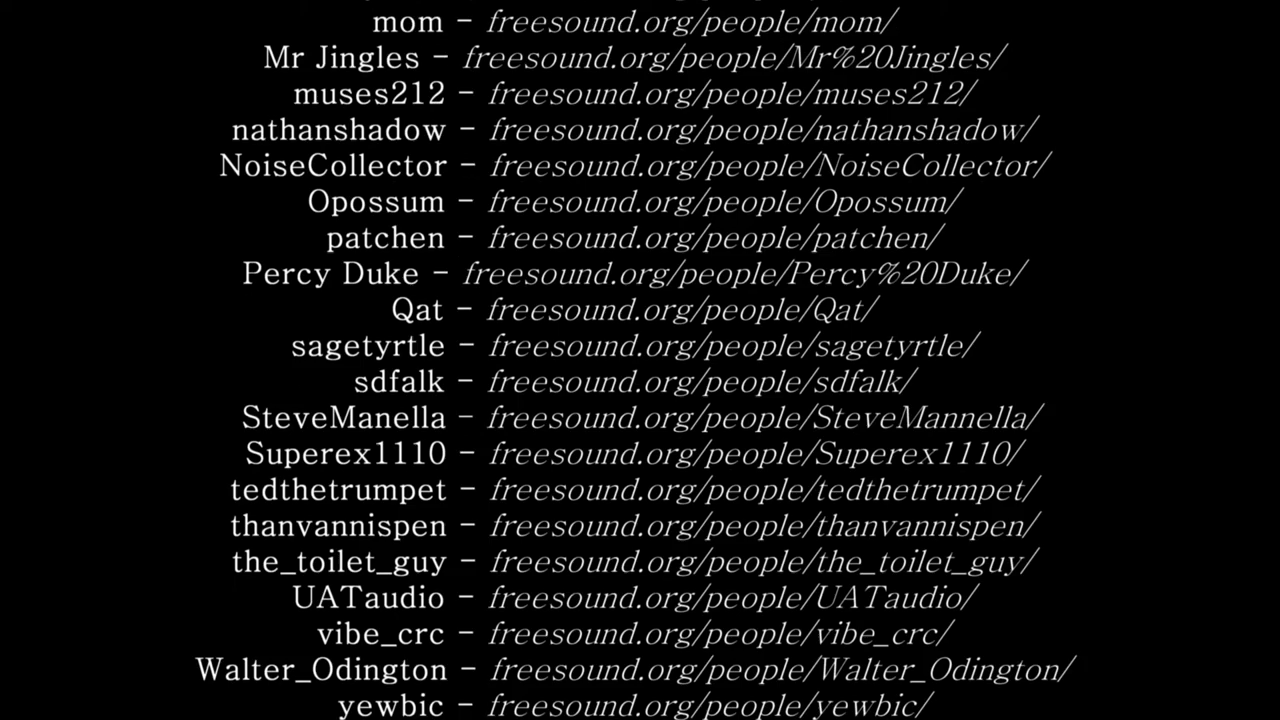 mom - freesound.org/people/mom/
Mr Jingles - freesound.org/people/Mr%20Jingles/
muses212 - freesound.org/people/muses212/
nathanshadow - freesound.org/people/nathanshadow/
NoiseCollector - freesound.org/people/NoiseCollector/
Opossum - freesound.org/people/Opossum/
patchen - freesound.org/people/patchen/
Percy Duke - freesound.org/people/Percy%20Duke/
Qat - freesound.org/people/Qat/
sagetyrtle - freesound.org/people/sagetyrtle/
sdfalk - freesound.org/people/sdfalk/
SteveManella - freesound.org/people/SteveMannella/
Superex1110 - freesound.org/people/Superex1110/
tedthetrumpet - freesound.org/people/tedthetrumpet/
thanvannispen - freesound.org/people/thanvannispen/
the_toilet_guy - freesound.org/people/the_toilet_guy/
UATaudio - freesound.org/people/UATaudio/
vibe_crc - freesound.org/people/vibe_crc/
Walter_Odington - freesound.org/people/Walter_Odington/
yewbic - freesound.org/people/yewbic/